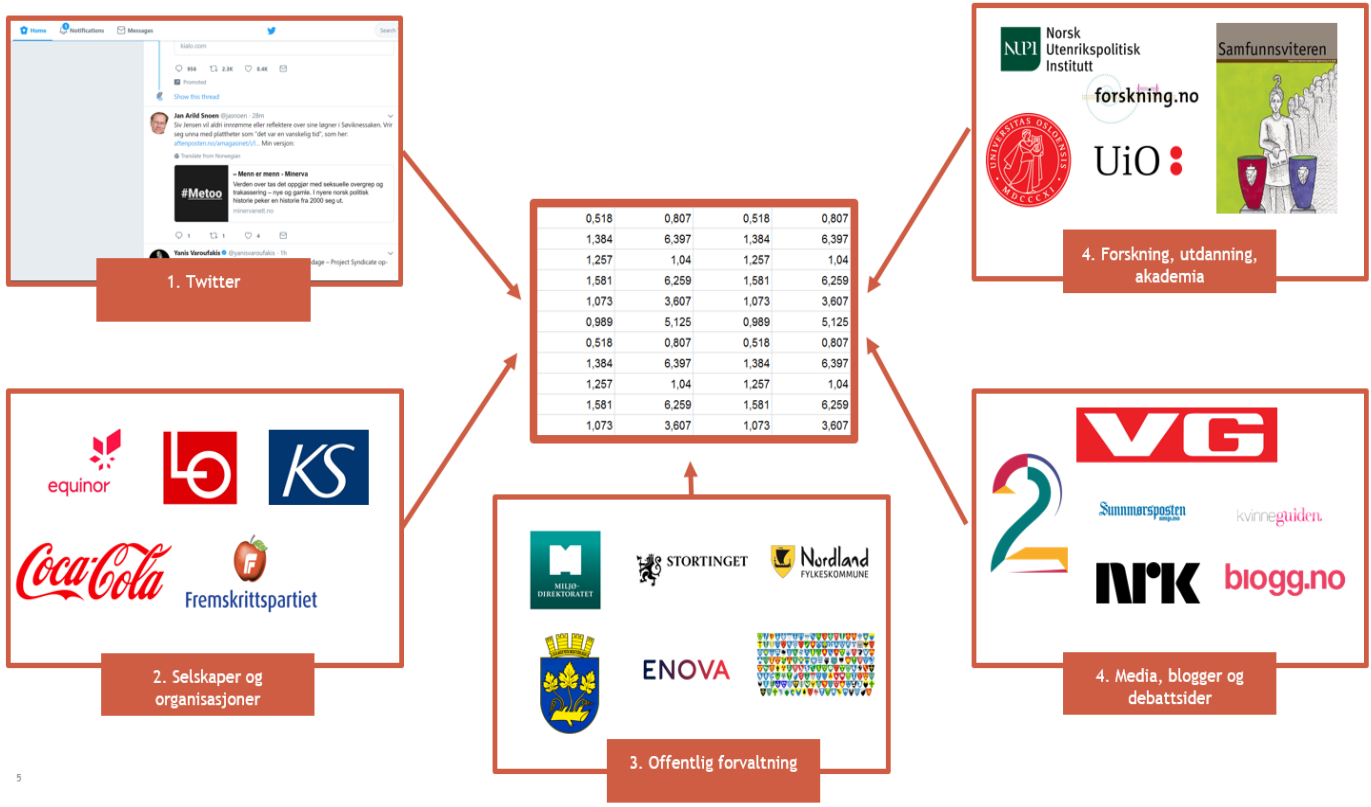 Home
1
Notifications
Messages
Search
kialo.com
958 2.3K 8.4K
Promoted
Show this thread
Jan Arild Snoen @jasnoen · 28m
Siv Jensen vil aldri innrømme eller reflektere over sine løgner i Søviknessaken. Vrir
seg unna med plattheter som "det var en vanskelig tid", som her:
aftenposten.no/amagasinet/i/l... Min versjon:
Translate from Norwegian
#Metoo
– Menn er menn - Minerva
Verden over tas det oppgjør med seksuelle overgrep og
trakassering – nye og gamle. I nyere norsk politisk
historie peker en historie fra 2000 seg ut.
minervanett.no
1 1 4
Yanis Varoufakis @yanisvaroufakis · 1h
dage – Project Syndicate op-
1. Twitter
equinor
LO
KS
Coca-Cola
Fremskrittspartiet
2. Selskaper og
organisasjoner
0,518 0,807 0,518 0,807
1,384 6,397 1,384 6,397
1,257 1,04 1,257 1,04
1,581 6,259 1,581 6,259
1,073 3,607 1,073 3,607
0,989 5,125 0,989 5,125
0,518 0,807 0,518 0,807
1,384 6,397 1,384 6,397
1,257 1,04 1,257 1,04
1,581 6,259 1,581 6,259
1,073 3,607 1,073 3,607
MILJØ-
DIREKTORATET
STORTINGET
Nordland
FYLKESKOMMUNE
ENOVA
3. Offentlig forvaltning
NUPI
Norsk
Utenrikspolitisk
Institutt
forskning.no
UNIVERSITAS OSLOENSIS
MDCCCXI
UiO:
Samfunnsviteren
4. Forskning, utdanning,
akademia
VG
2
Sunnmørsposten
smp.no
kvinneguiden.
NRK
blogg.no
4. Media, blogger og
debattsider
5